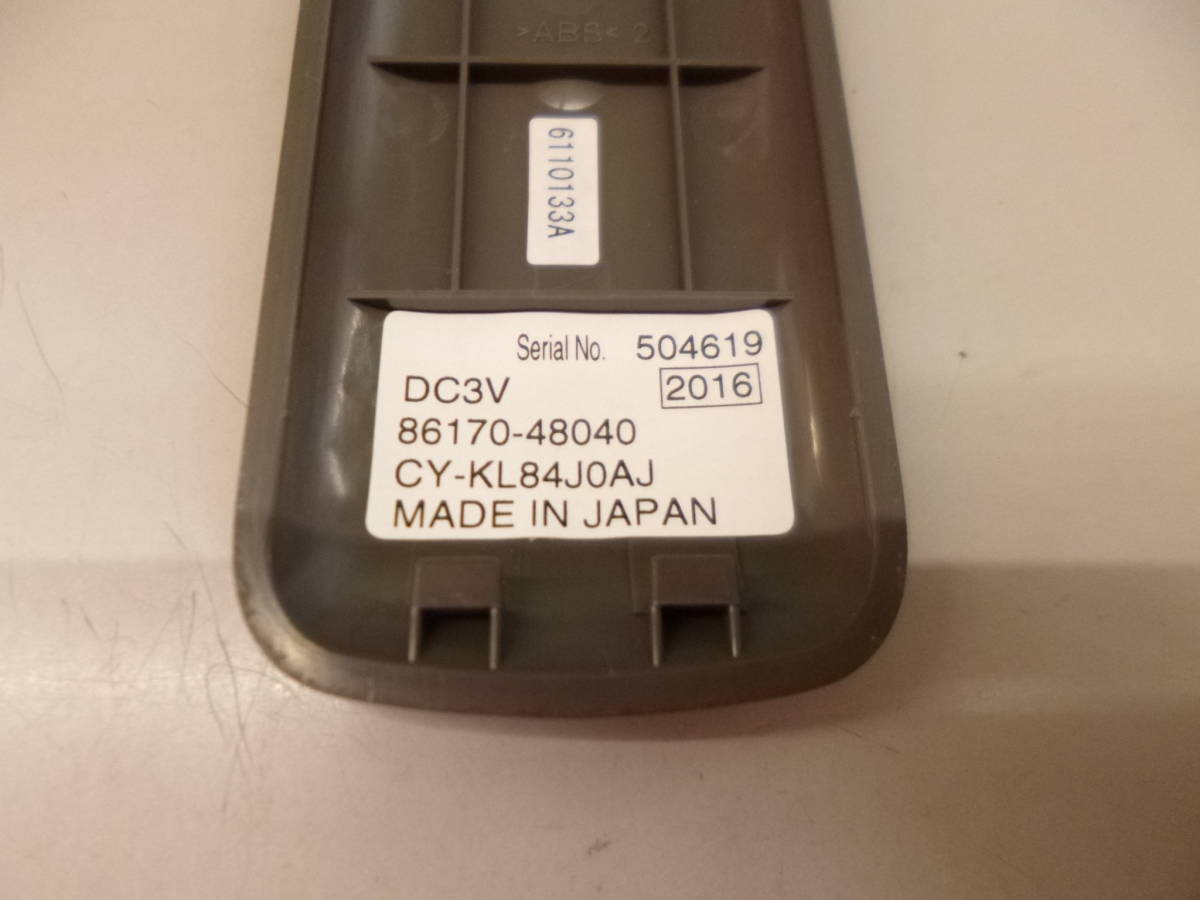 >ABS< 2
6110133A
Serial No. 504619
DC3V 2016
86170-48040
CY-KL84J0AJ
MADE IN JAPAN